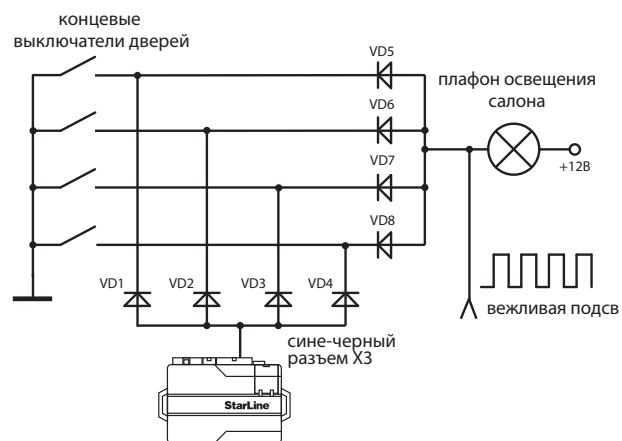 концевые
выключатели дверей
VD5
плафон освещения
салона
VD6
VD7
+12В
VD8
VD1
VD2
VD3
VD4
вежливая подсв
сине-черный
разъем X3
StarLine